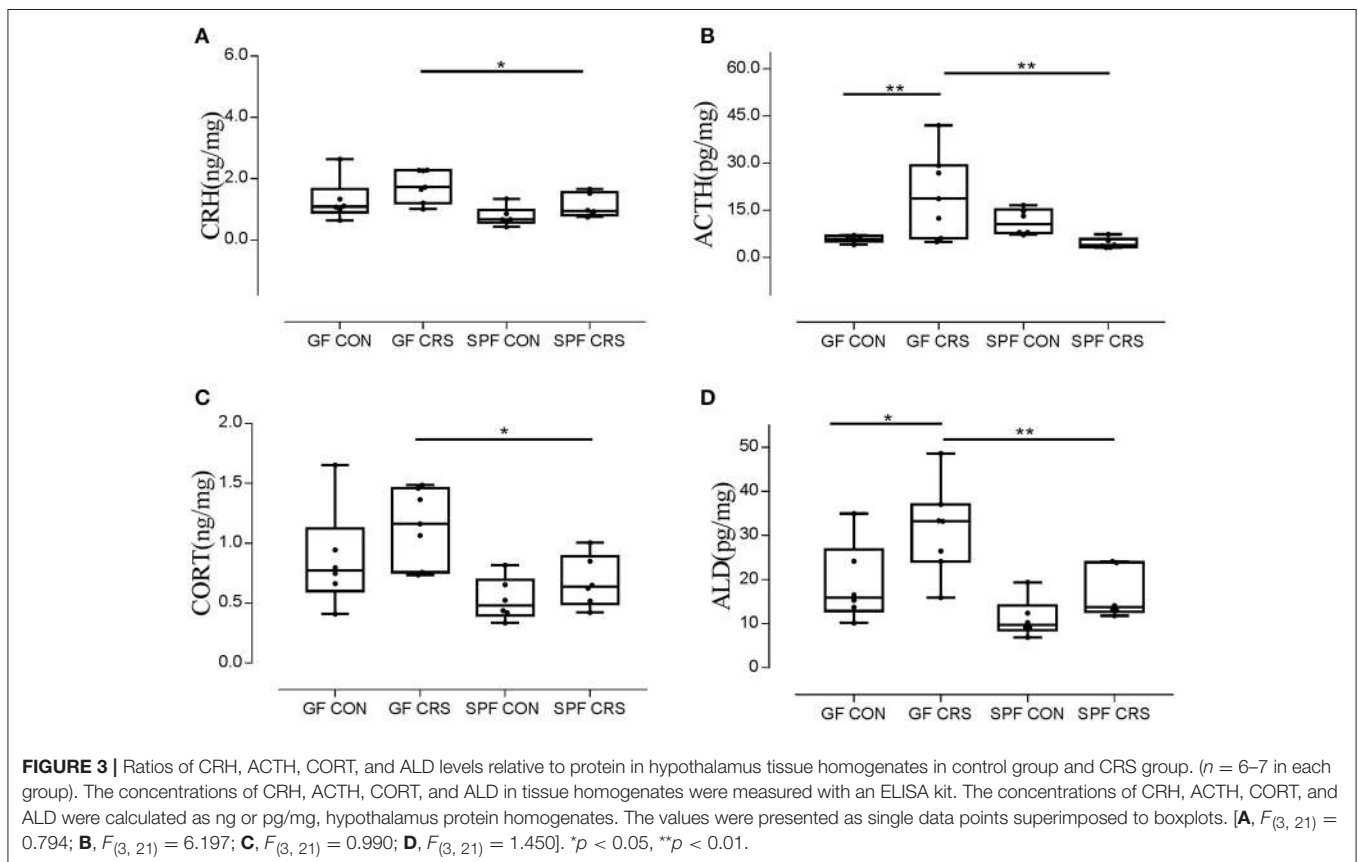 A
6.0
4.0
2.0
0.0
CRH(ng/mg)
*
GF CON GF CRS SPF CON SPF CRS
B
60.0
45.0
30.0
15.0
0.0
ACTH(pg/mg)
**
**
GF CON GF CRS SPF CON SPF CRS
C
2.0
1.5
1.0
0.5
0.0
CORT(ng/mg)
*
GF CON GF CRS SPF CON SPF CRS
D
50
40
30
20
10
0
ALD(pg/mg)
*
**
GF CON GF CRS SPF CON SPF CRS
FIGURE 3 | Ratios of CRH, ACTH, CORT, and ALD levels relative to protein in hypothalamus tissue homogenates in control group and CRS group. (n = 6–7 in each
group). The concentrations of CRH, ACTH, CORT, and ALD in tissue homogenates were measured with an ELISA kit. The concentrations of CRH, ACTH, CORT, and
ALD were calculated as ng or pg/mg, hypothalamus protein homogenates. The values were presented as single data points superimposed to boxplots. [A, F(3, 21) =
0.794; B, F(3, 21) = 6.197; C, F(3, 21) = 0.990; D, F(3, 21) = 1.450]. *p < 0.05, **p < 0.01.